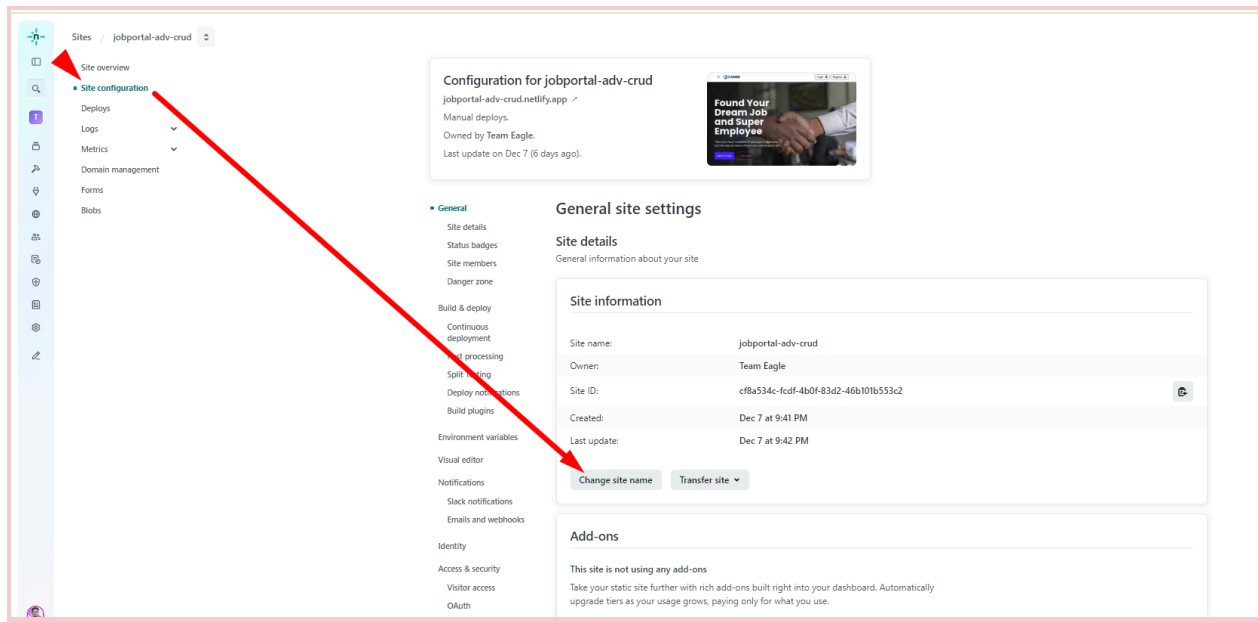 Sites / jobportal-adv-crud
Site overview
Site configuration
Deploys
Logs
Metrics
Domain management
Forms
Blobs
T
Configuration for jobportal-adv-crud
jobportal-adv-crud.netlify.app
Manual deploys.
Owned by Team Eagle.
Last update on Dec 7 (6 days ago).
Found Your
Dream Job
and Super
Employee
General
Site details
Status badges
Site members
Danger zone
Build & deploy
Continuous
deployment
processing
Split
Deploy notifications
Build plugins
Environment variables
Visual editor
Notifications
Slack notifications
Emails and webhooks
Identity
Access & security
Visitor access
OAuth
General site settings
Site details
General information about your site
Site information
Site name: jobportal-adv-crud
Owner: Team Eagle
Site ID: cf8a534c-fcdf-4b0f-83d2-46b101b553c2
Created: Dec 7 at 9:41 PM
Last update: Dec 7 at 9:42 PM
Change site name
Transfer site
Add-ons
This site is not using any add-ons
Take your static site further with rich add-ons built right into your dashboard. Automatically
upgrade tiers as your usage grows, paying only for what you use.